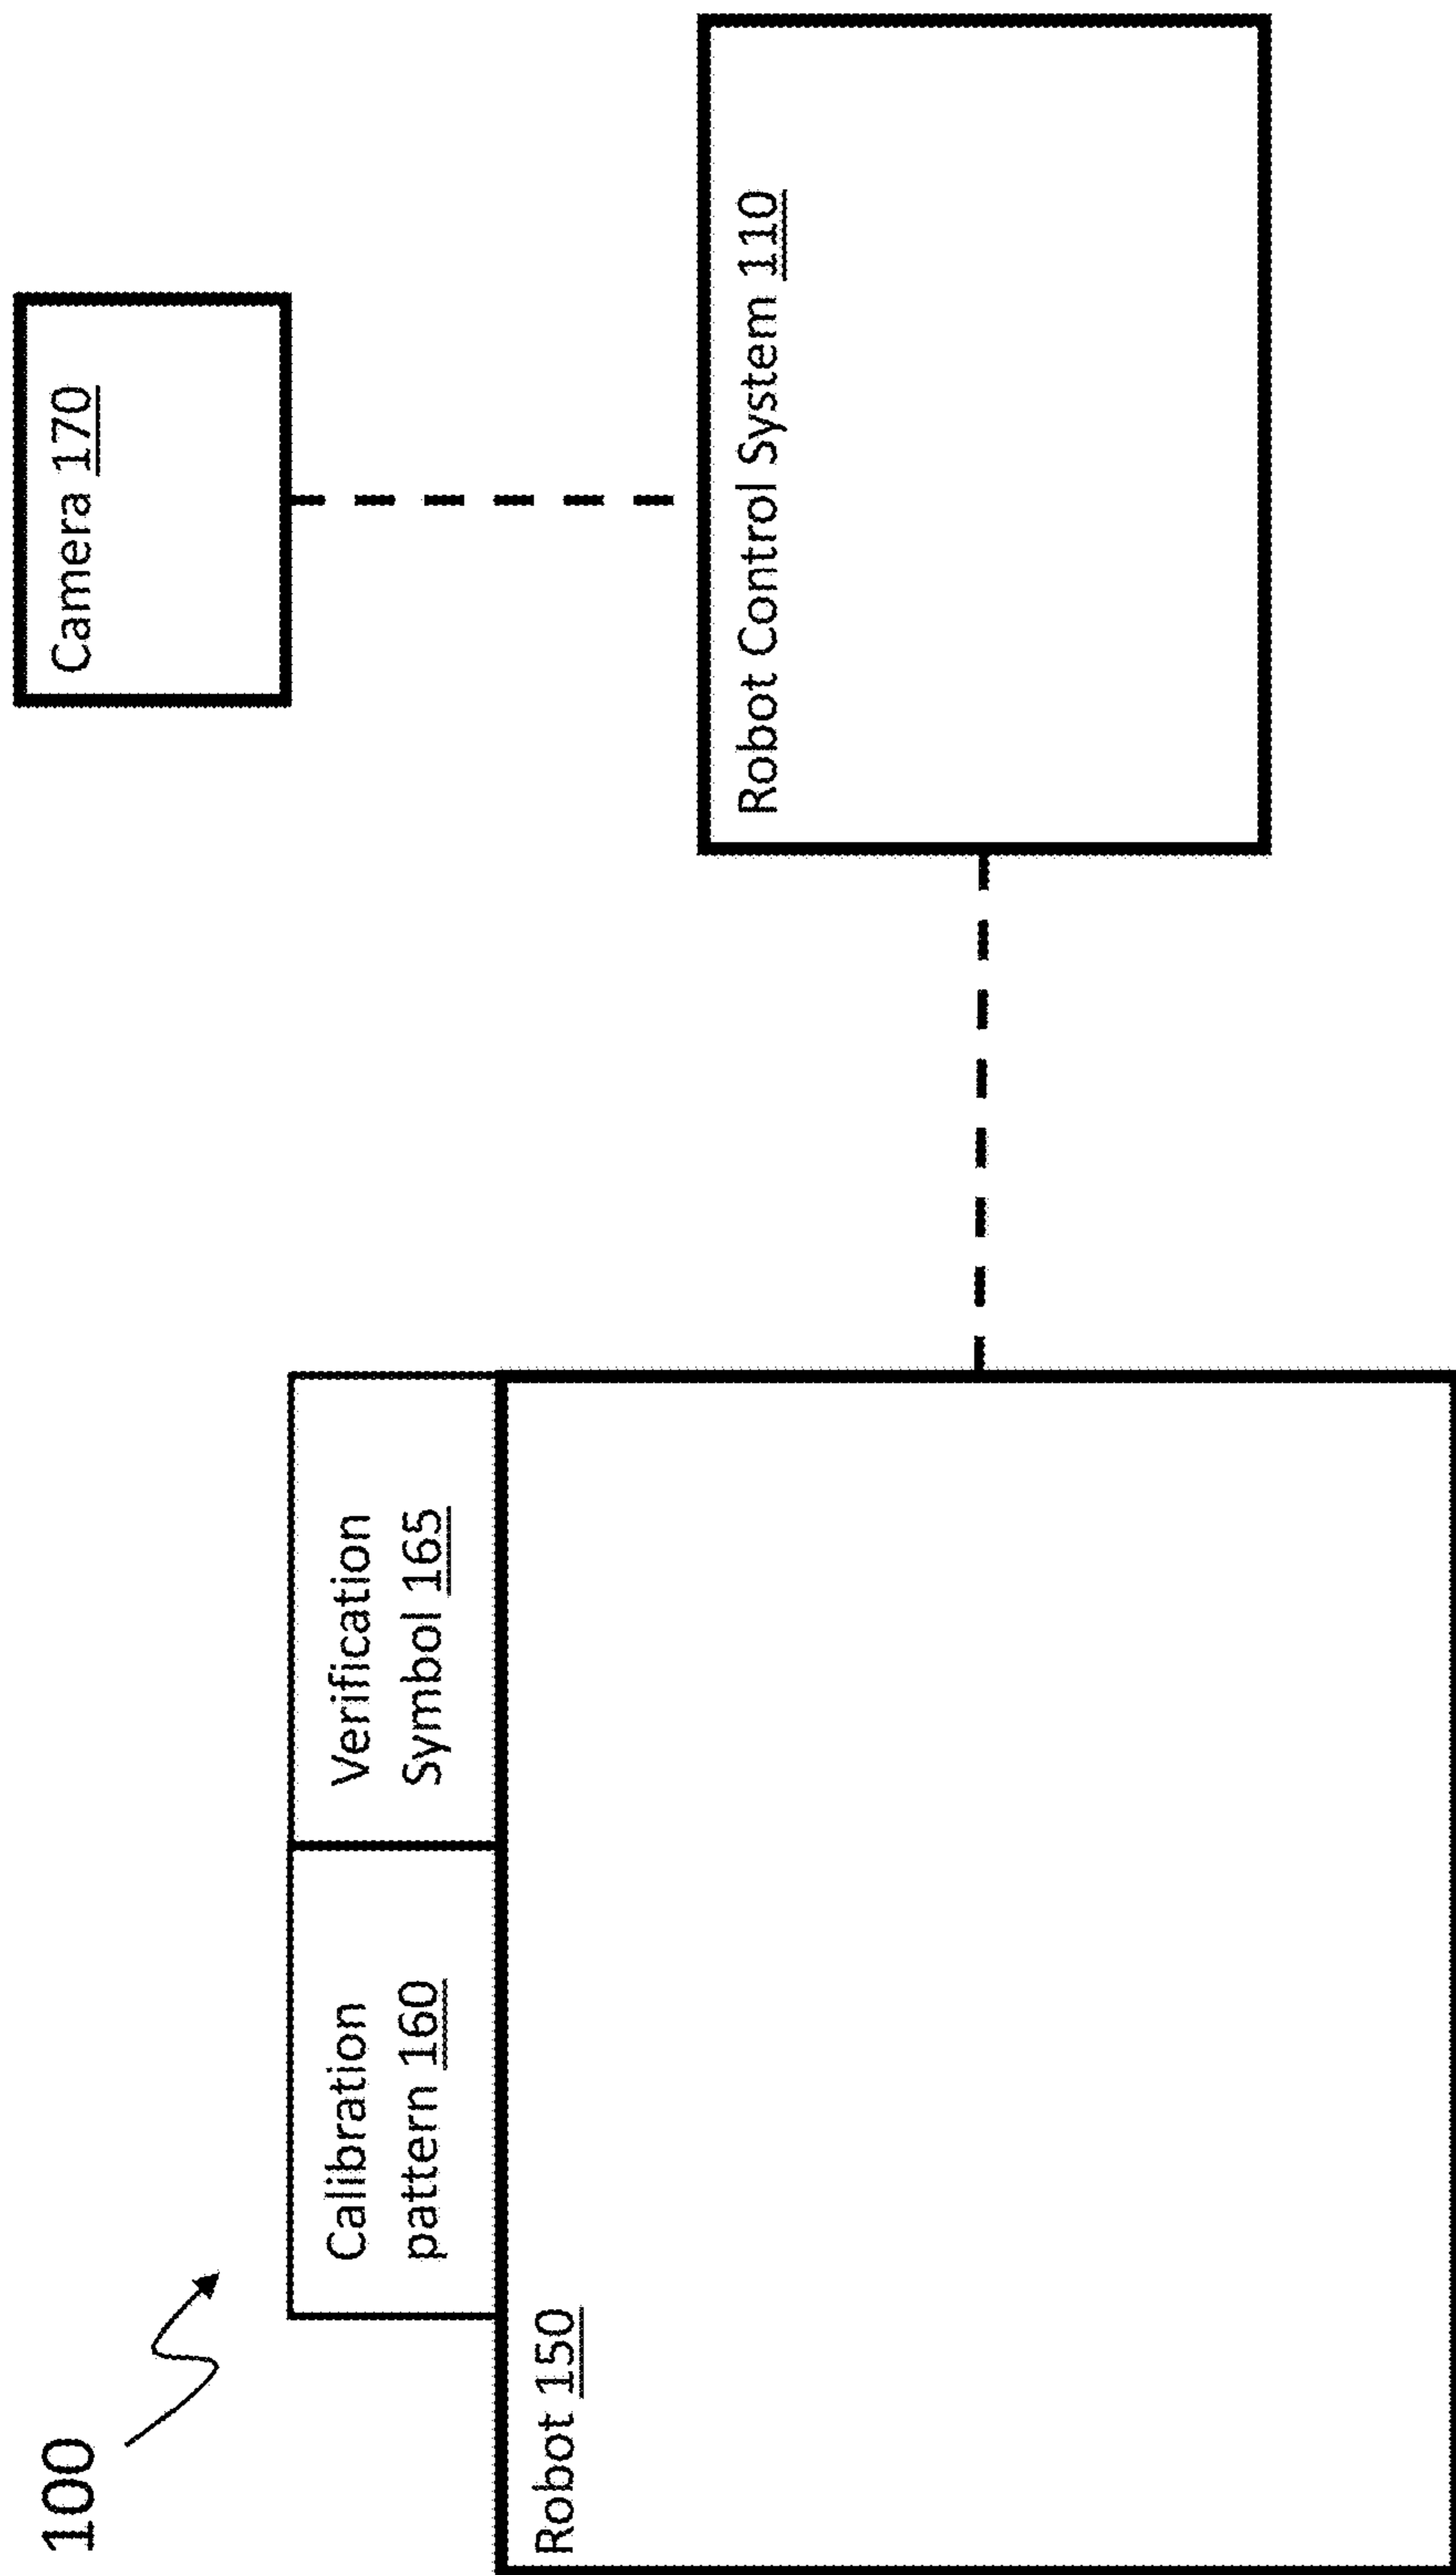 100
Calibration
pattern 160
Verification
Symbol 165
Robot 150
Camera 170
Robot Control System 110